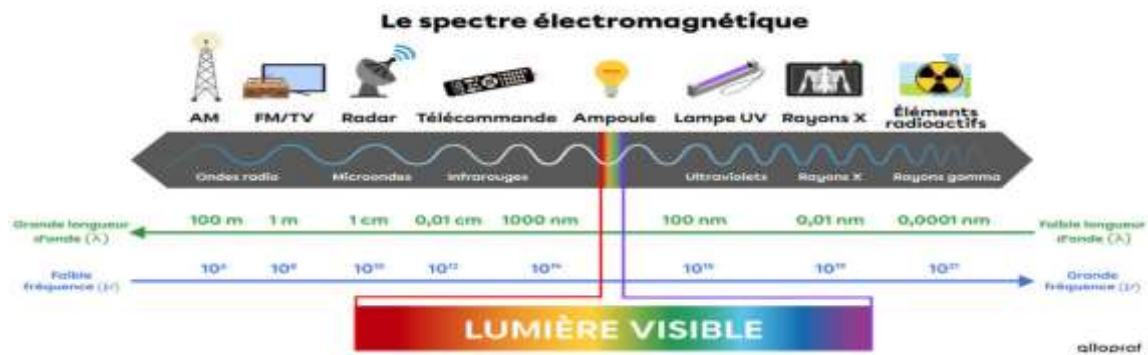 Le spectre électromagnétique
AM FM/TV Radar Télécommande Ampoule Lampe UV Rayons X Éléments radioactifs
Ondes radio Microondes Infrarouges Ultraviolets Rayons X Rayons gamma
Grande longueur d'onde (λ) 100 m 1 m 1 cm 0,01 cm 1000 nm 100 nm 0,01 nm 0,0001 nm Faible longueur d'onde (λ)
Faible fréquence (ν) Grande fréquence (ν)
LUMIÈRE VISIBLE
alloprof